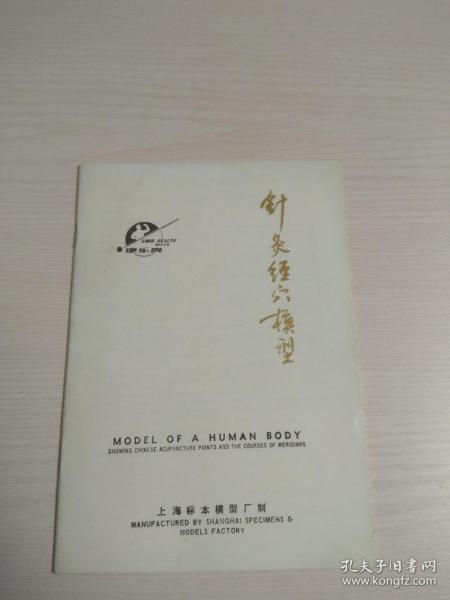 针灸经穴模型
康乐牌
MODEL OF A HUMAN BODY
SHOWING CHINESE ACUPUNCTURE POINTS AND THE COURSES OF MERIDIANS
上海标本模型厂制
MANUFACTURED BY SHANGHAI SPECIMENS &
MODELS FACTORY
孔夫子旧书网
www.kongfz.com